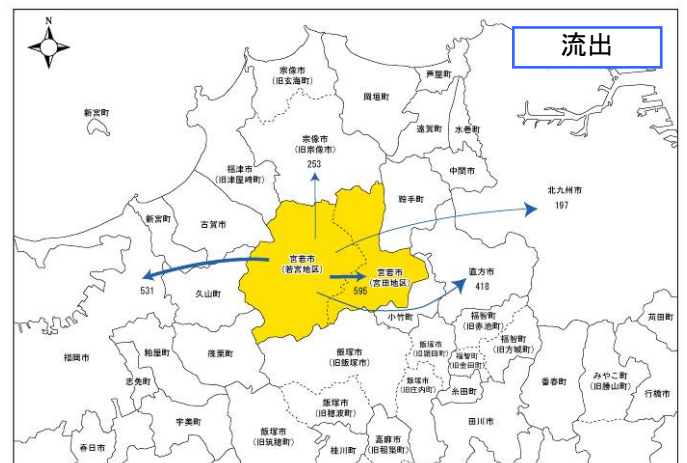 N
流出
宗像市
(旧玄海町)
芦屋町
岡垣町
新宮町
遠賀町
水巻町
宗像市
(旧宗像市)
253
中間市
福津市
(旧津屋崎町)
鞍手町
北九州市
197
新宮町
古賀市
宮若市
(若宮地区)
宮若市
(宮田地区)
直方市
418
531
久山町
595
小竹町
福智町
(旧赤池町)
苅田町
福岡市
粕屋町
篠栗町
飯塚市
(旧飯塚市)
飯塚市
(旧頴田町)
福智町
(旧金田町)
福智町
(旧方城町)
志免町
飯塚市
(旧庄内町)
糸田町
香春町
みやこ町
(旧勝山町)
行橋市
宇美町
飯塚市
(旧穂波町)
田川市
春日市
飯塚市
(旧筑穂町)
桂川町
嘉麻市
(旧稲築町)